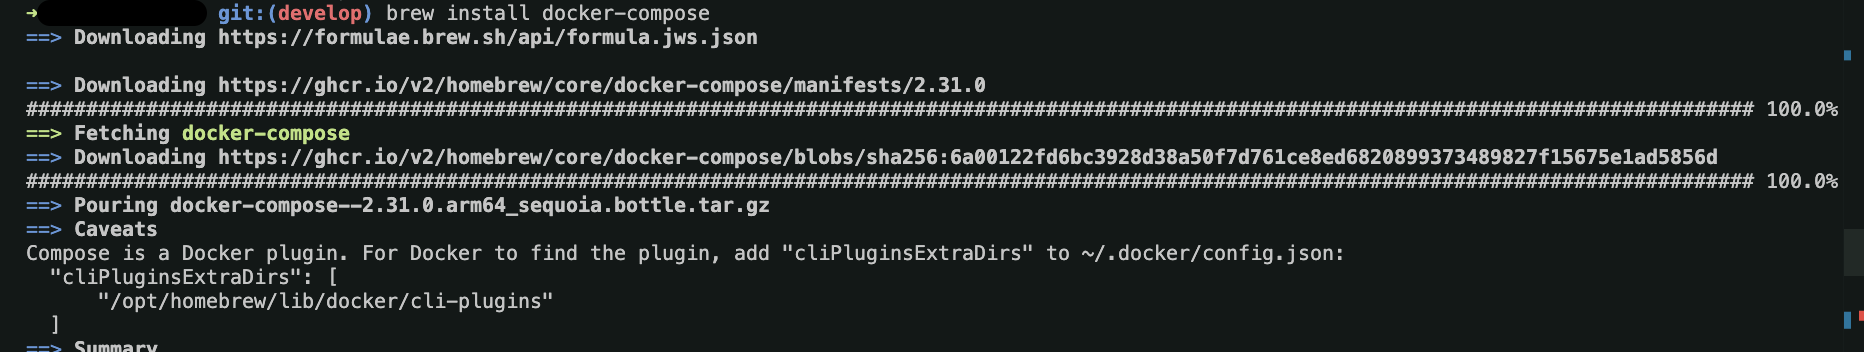 ➜ git:(develop) brew install docker-compose
==> Downloading https://formulae.brew.sh/api/formula.jws.json
==> Downloading https://ghcr.io/v2/homebrew/core/docker-compose/manifests/2.31.0
################################################################################################################################################ 100.0%
==> Fetching docker-compose
==> Downloading https://ghcr.io/v2/homebrew/core/docker-compose/blobs/sha256:6a00122fd6bc3928d38a50f7d761ce8ed6820899373489827f15675e1ad5856d
################################################################################################################################################ 100.0%
==> Pouring docker-compose--2.31.0.arm64_sequoia.bottle.tar.gz
==> Caveats
Compose is a Docker plugin. For Docker to find the plugin, add "cliPluginsExtraDirs" to ~/.docker/config.json:
  "cliPluginsExtraDirs": [
      "/opt/homebrew/lib/docker/cli-plugins"
  ]
==> Summary